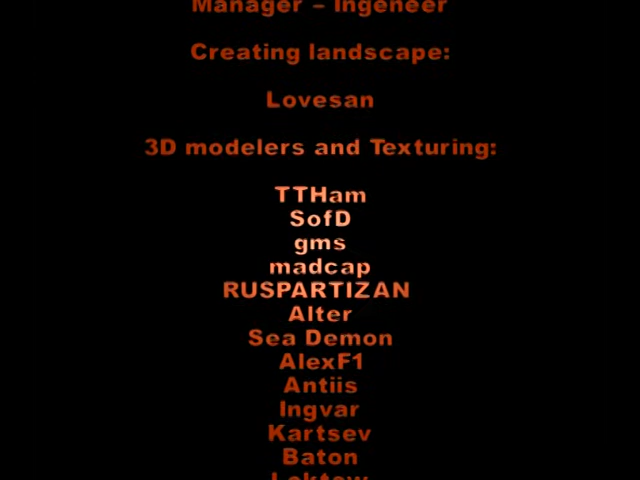 Manager – Ingeneer
Creating landscape:
Lovesan
3D modelers and Texturing:
TTHam
SofD
gms
madcap
RUSPARTIZAN
Alter
Sea Demon
AlexF1
Antiis
Ingvar
Kartsev
Baton